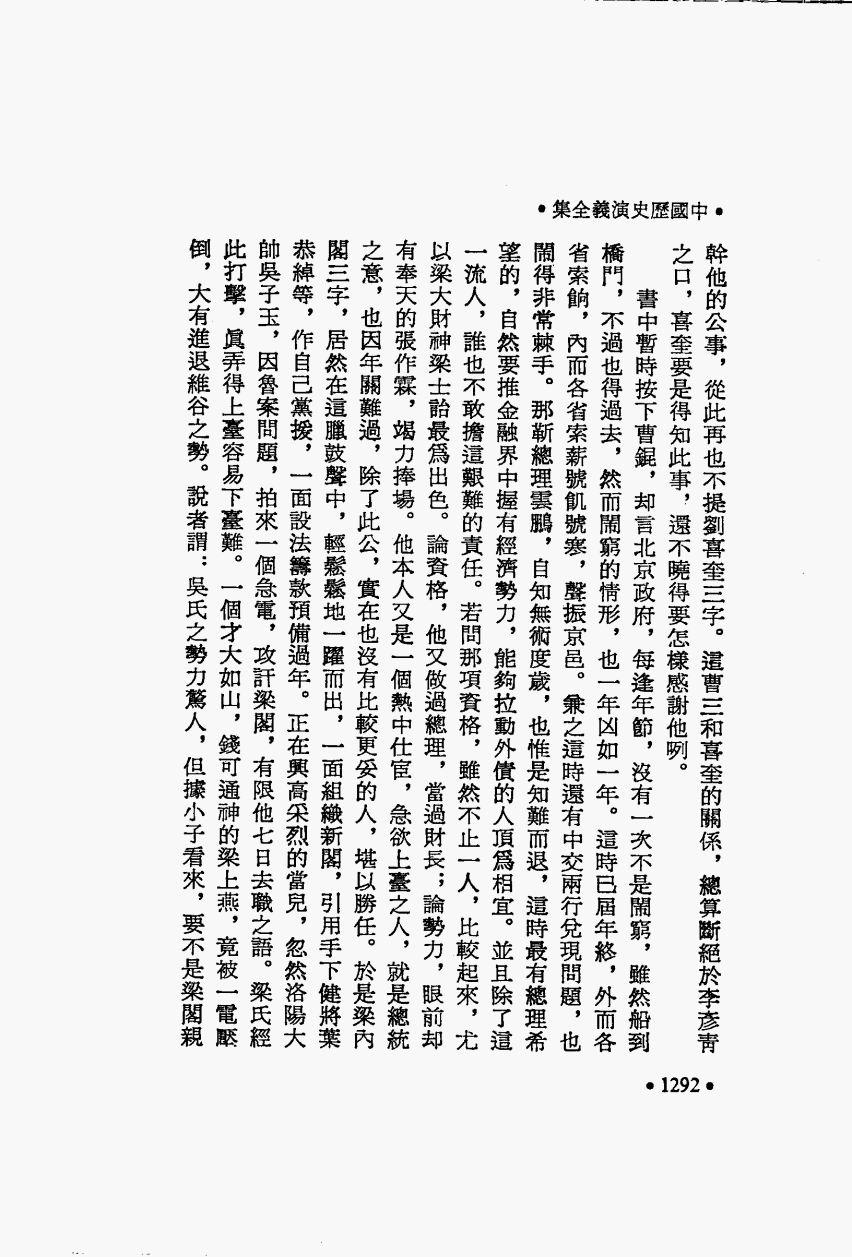 •中國歷史演義全集•
幹他的公事，從此再也不提劉喜奎三字。這曹三和喜奎的關係，總算斷絕於李彥靑
之口，喜奎要是得知此事，還不曉得要怎樣感謝他咧。
書中暫時按下曹錕，却言北京政府，每逢年節，沒有一次不是鬧窮，雖然船到
橋門，不過也得過去，然而鬧窮的情形，也一年凶如一年。這時已屆年終，外而各
省索餉，內而各省索薪號飢號寒，聲振京邑。兼之這時還有中交兩行兌現問題，也
鬧得非常棘手。那靳總理雲鵬，自知無術度歲，也惟是知難而退，這時最有總理希
望的，自然要推金融界中握有經濟勢力，能夠拉動外債的人頂爲相宜。並且除了這
一流人，誰也不敢擔這艱難的責任。若問那項資格，雖然不止一人，比較起來，尤
以梁大財神梁士詒最爲出色。論資格，他又做過總理，當過財長；論勢力，眼前却
有奉天的張作霖，竭力捧場。他本人又是一個熱中仕宦，急欲上臺之人，就是總統
之意，也因年關難過，除了此公，實在也沒有比較更妥的人，堪以勝任。於是梁內
閣三字，居然在這臘鼓聲中，輕鬆鬆地一躍而出，一面組織新閣，引用手下健將葉
恭綽等，作自己黨援，一面設法籌款預備過年。正在興高采烈的當兒，忽然洛陽大
帥吳子玉，因魯案問題，拍來一個急電，攻訐梁閣，有限他七日去職之語。梁氏經
此打擊，眞弄得上臺容易下臺難。一個才大如山，錢可通神的梁上燕，竟被一電壓
倒，大有進退維谷之勢。說者謂：吳氏之勢力驚人，但據小子看來，要不是梁閣親
•1292•